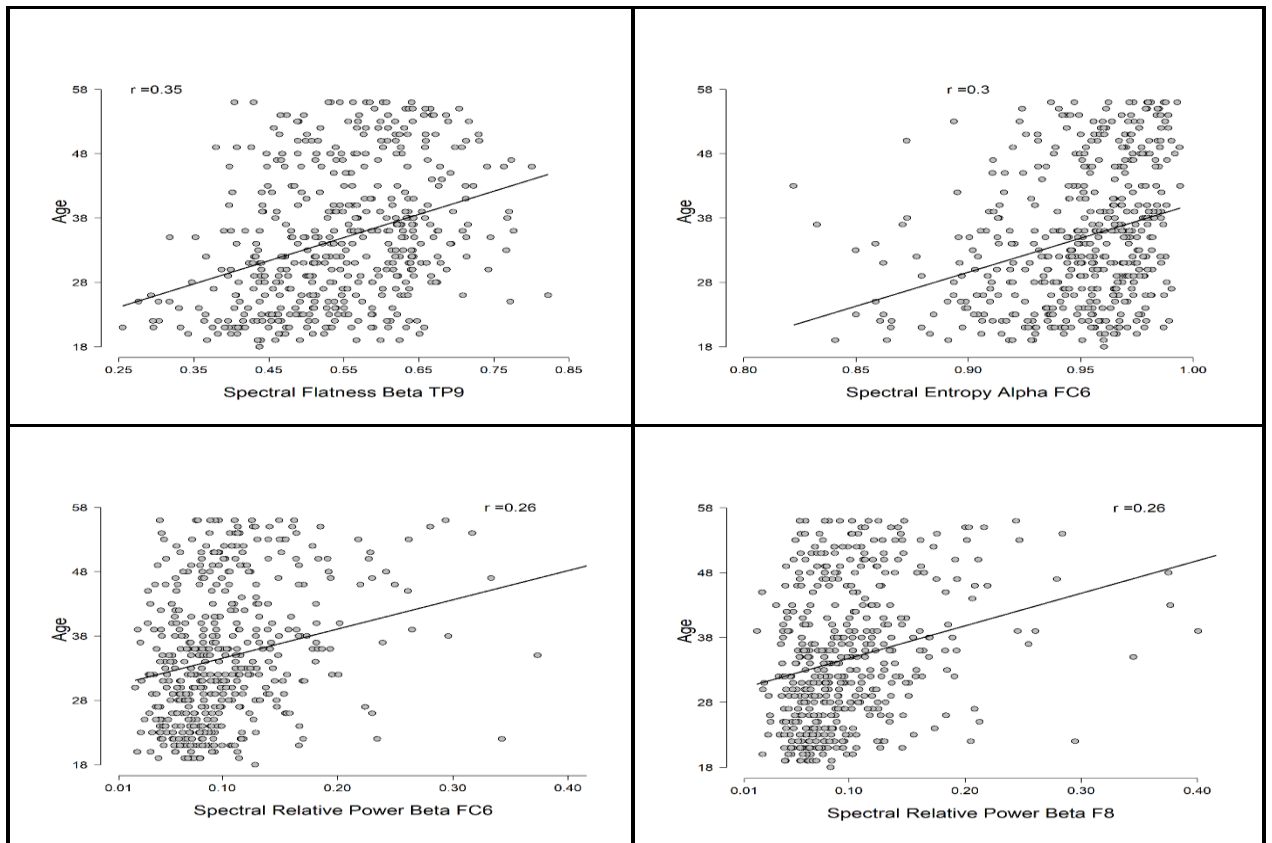 r =0.35
58
48
38
28
18
Age
0.25 0.35 0.45 0.55 0.65 0.75 0.85
Spectral Flatness Beta TP9
r =0.3
58
48
38
28
18
Age
0.80 0.85 0.90 0.95 1.00
Spectral Entropy Alpha FC6
r =0.26
58
48
38
28
18
Age
0.01 0.10 0.20 0.30 0.40
Spectral Relative Power Beta FC6
r =0.26
58
48
38
28
18
Age
0.01 0.10 0.20 0.30 0.40
Spectral Relative Power Beta F8